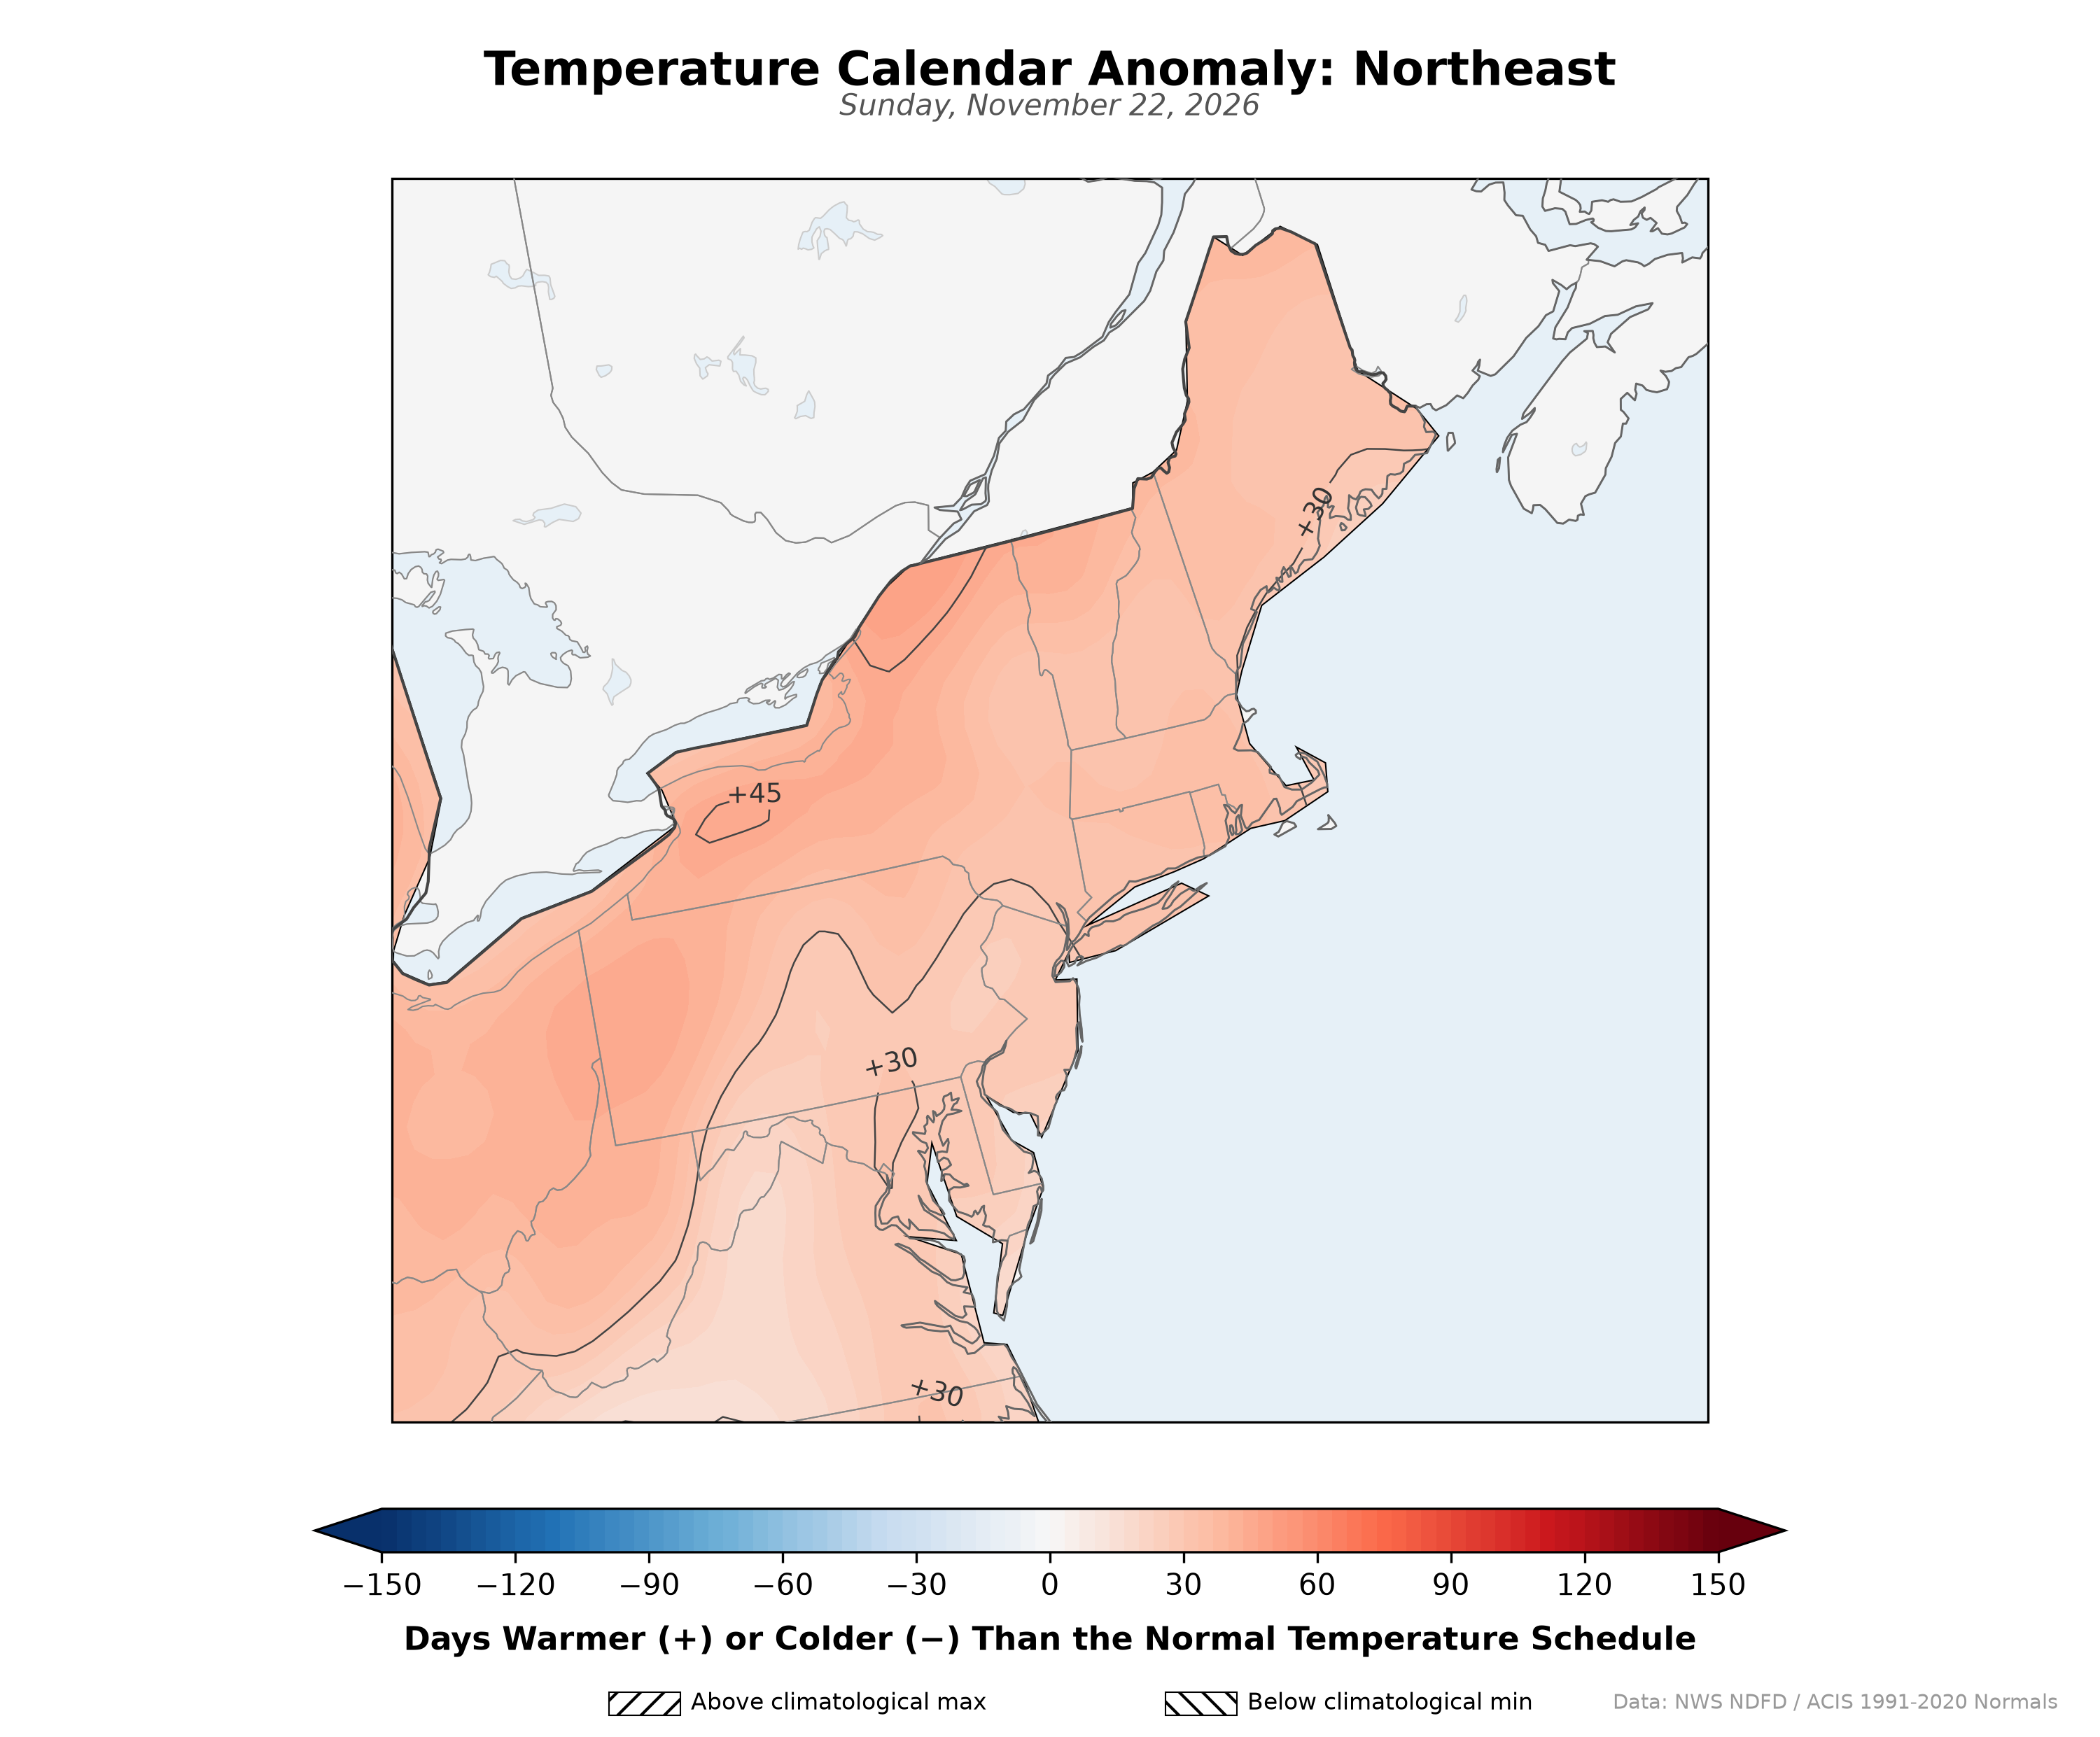 Temperature Calendar Anomaly: Northeast
Sunday, November 22, 2026
+30
+45
+30
+30
−150 −120 −90 −60 −30 0 30 60 90 120 150
Days Warmer (+) or Colder (−) Than the Normal Temperature Schedule
Above climatological max
Below climatological min
Data: NWS NDFD / ACIS 1991-2020 Normals